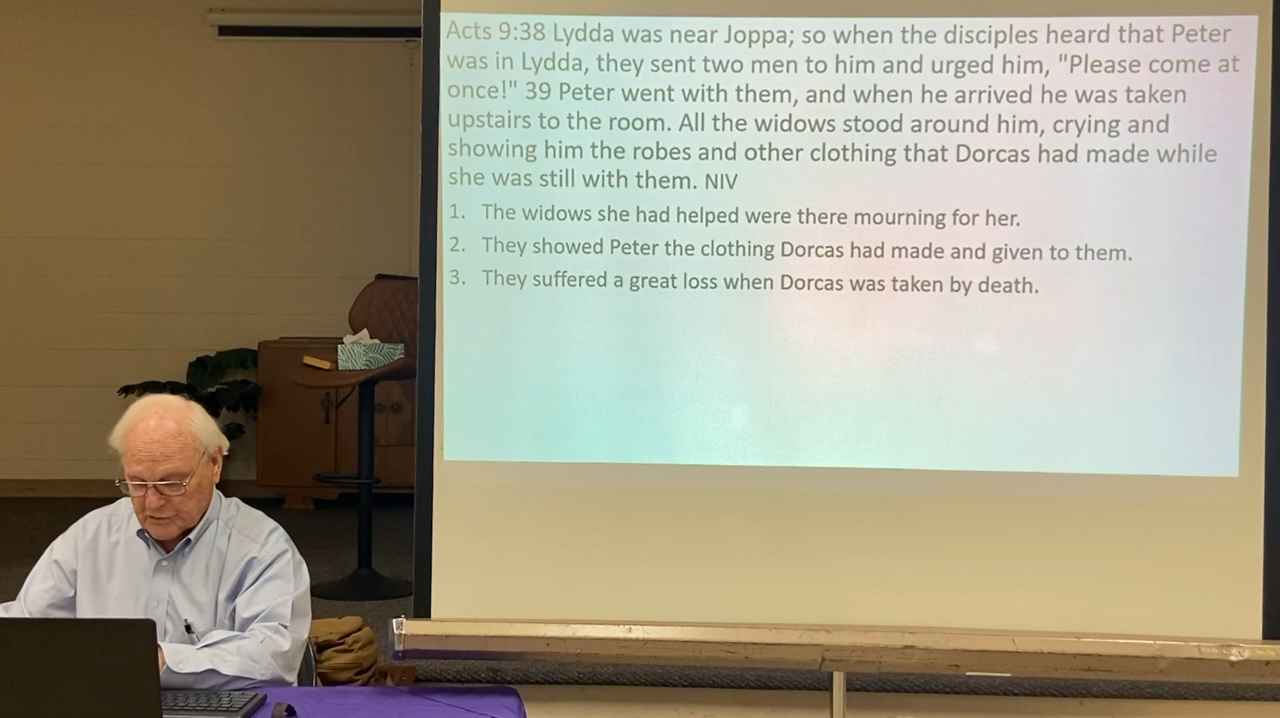 Acts 9:38 Lydda was near Joppa; so when the disciples heard that Peter
was in Lydda, they sent two men to him and urged him, "Please come at
once!" 39 Peter went with them, and when he arrived he was taken
upstairs to the room. All the widows stood around him, crying and
showing him the robes and other clothing that Dorcas had made while
she was still with them. NIV
1. The widows she had helped were there mourning for her.
2. They showed Peter the clothing Dorcas had made and given to them.
3. They suffered a great loss when Dorcas was taken by death.